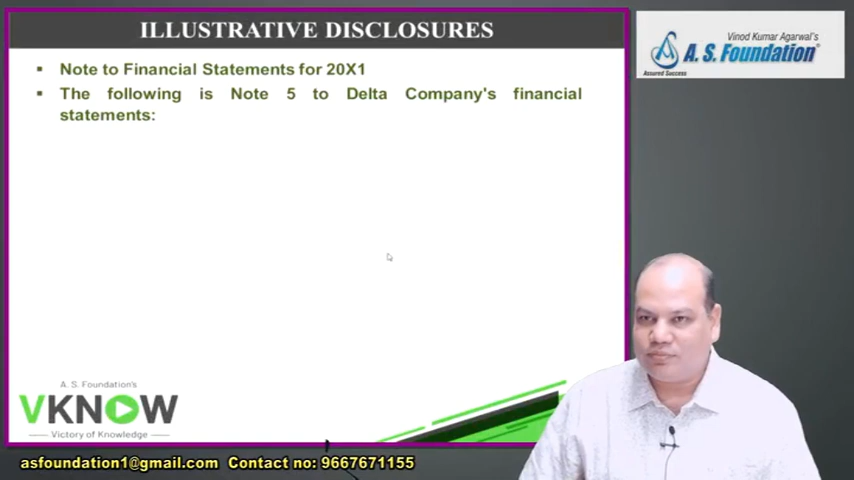 ILLUSTRATIVE DISCLOSURES
Note to Financial Statements for 20X1
The following is Note 5 to Delta Company's financial
statements:
Vinod Kumar Agarwal's
A. S. Foundation®
Assured Success
A. S. Foundation's
VKNOW
Victory of Knowledge
asfoundation1@gmail.com Contact no: 9667671155